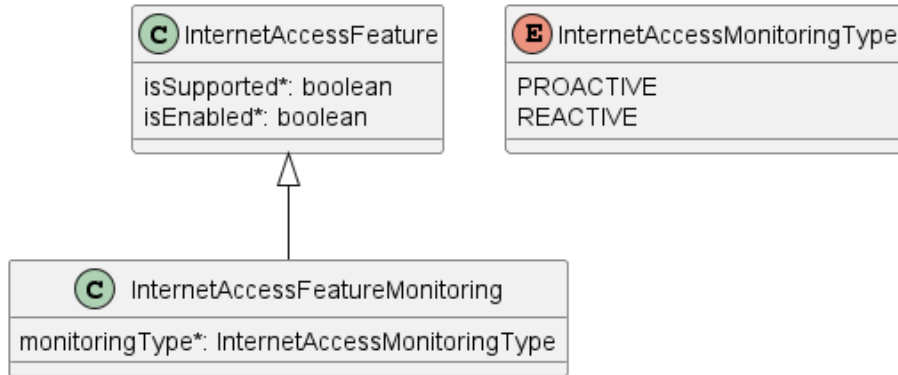 C InternetAccessFeature
isSupported*: boolean
isEnabled*: boolean
E InternetAccessMonitoringType
PROACTIVE
REACTIVE
C InternetAccessFeatureMonitoring
monitoringType*: InternetAccessMonitoringType